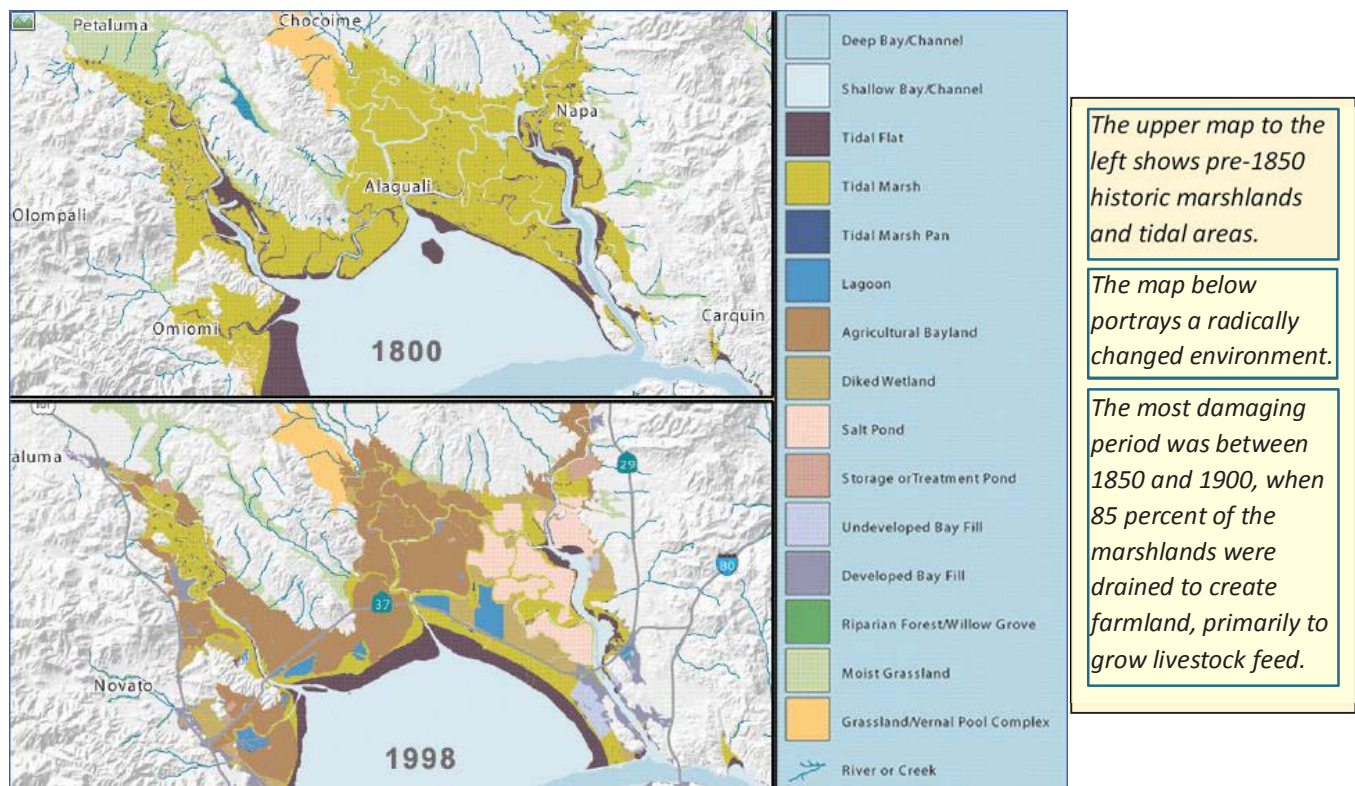 Petaluma
Chocoime
Napa
Alaguali
Olompali
Omiomi
Carquin
1800
101
aluma
29
80
37
Novato
1998
Deep Bay/Channel
Shallow Bay/Channel
Tidal Flat
Tidal Marsh
Tidal Marsh Pan
Lagoon
Agricultural Bayland
Diked Wetland
Salt Pond
Storage orTreatment Pond
Undeveloped Bay Fill
Developed Bay Fill
Riparian Forest/Willow Grove
Moist Grassland
Grassland/Vernal Pool Complex
River or Creek
The upper map to the
left shows pre-1850
historic marshlands
and tidal areas.
The map below
portrays a radically
changed environment.
The most damaging
period was between
1850 and 1900, when
85 percent of the
marshlands were
drained to create
farmland, primarily to
grow livestock feed.